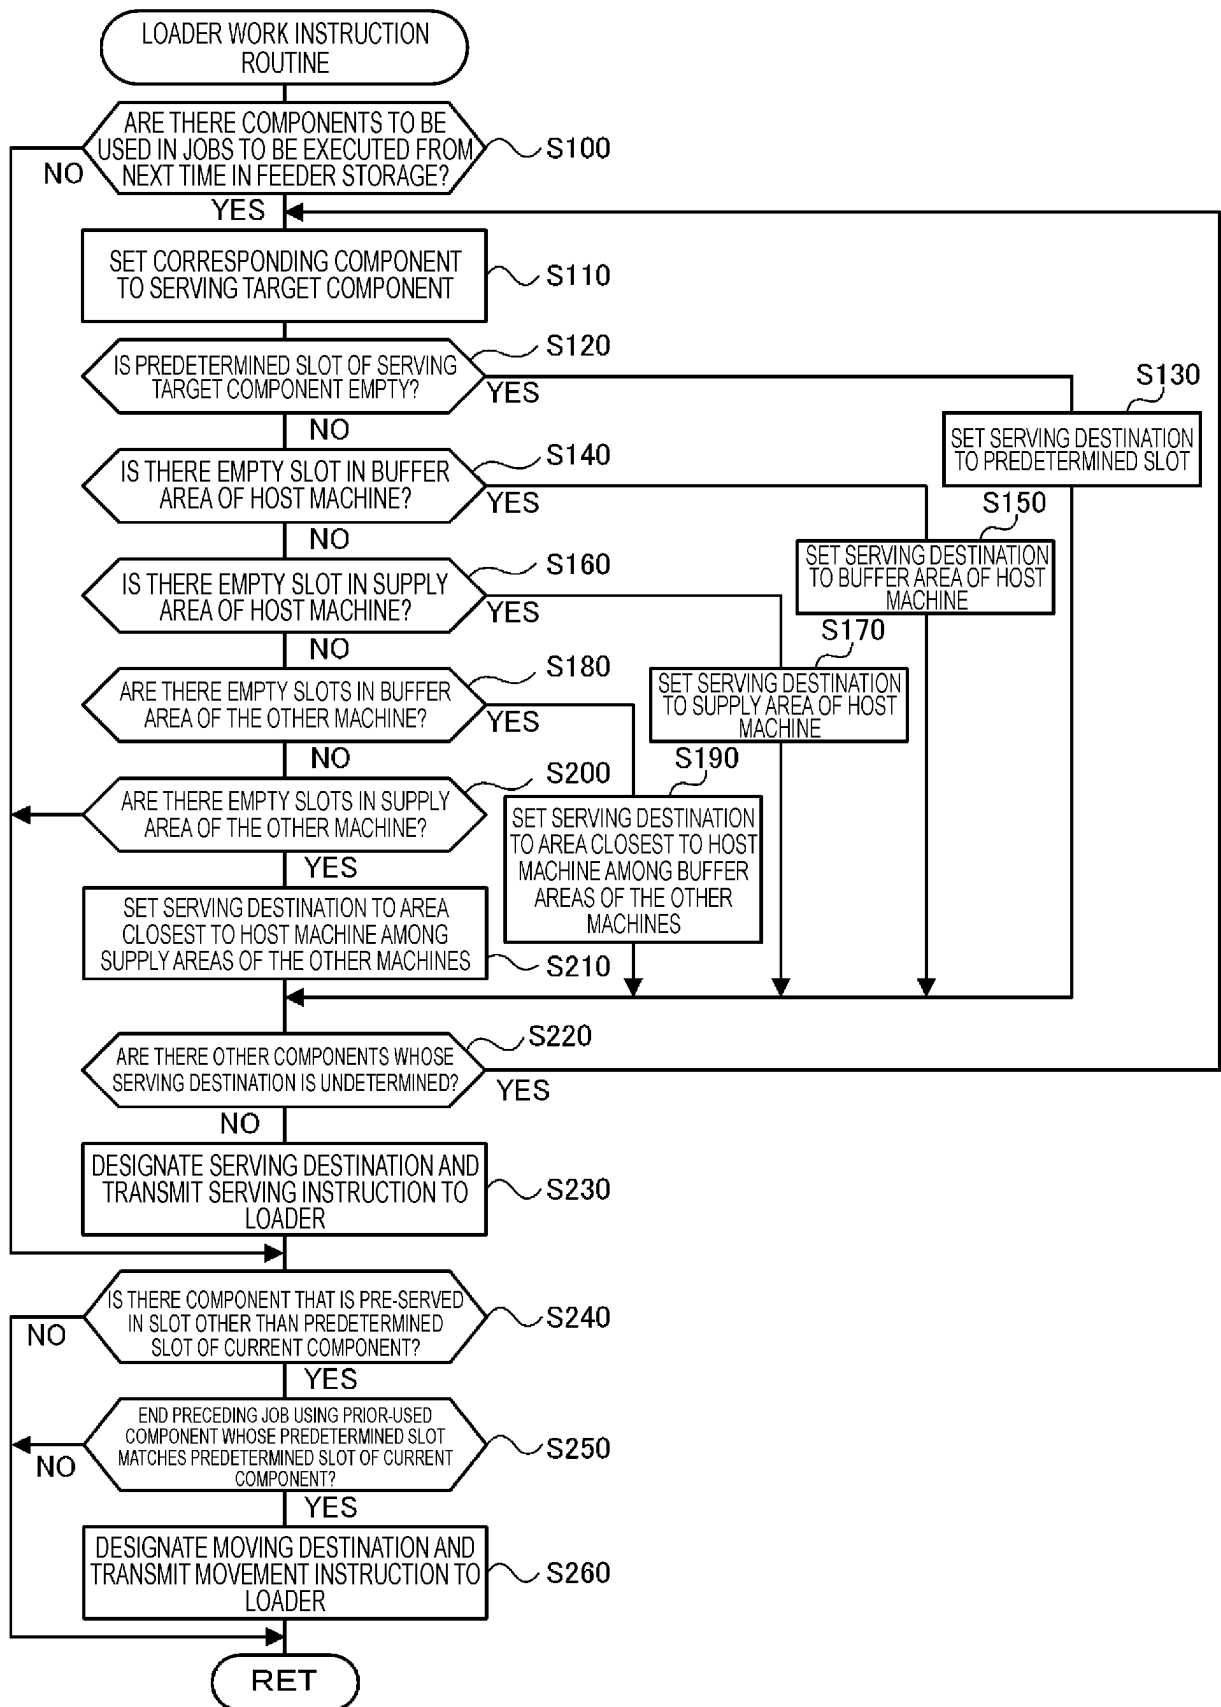 LOADER WORK INSTRUCTION
ROUTINE
ARE THERE COMPONENTS TO BE
USED IN JOBS TO BE EXECUTED FROM
NEXT TIME IN FEEDER STORAGE?
S100
NO
YES
SET CORRESPONDING COMPONENT
TO SERVING TARGET COMPONENT
S110
IS PREDETERMINED SLOT OF SERVING
TARGET COMPONENT EMPTY?
S120
YES
NO
SET SERVING DESTINATION
TO PREDETERMINED SLOT
S130
IS THERE EMPTY SLOT IN BUFFER
AREA OF HOST MACHINE?
S140
YES
NO
SET SERVING DESTINATION
TO BUFFER AREA OF HOST
MACHINE
S150
IS THERE EMPTY SLOT IN SUPPLY
AREA OF HOST MACHINE?
S160
YES
NO
SET SERVING DESTINATION
TO SUPPLY AREA OF HOST
MACHINE
S170
ARE THERE EMPTY SLOTS IN BUFFER
AREA OF THE OTHER MACHINE?
S180
YES
NO
SET SERVING DESTINATION
TO AREA CLOSEST TO HOST
MACHINE AMONG BUFFER
AREAS OF THE OTHER
MACHINES
S190
ARE THERE EMPTY SLOTS IN SUPPLY
AREA OF THE OTHER MACHINE?
S200
YES
SET SERVING DESTINATION TO AREA
CLOSEST TO HOST MACHINE AMONG
SUPPLY AREAS OF THE OTHER MACHINES
S210
ARE THERE OTHER COMPONENTS WHOSE
SERVING DESTINATION IS UNDETERMINED?
S220
YES
NO
DESIGNATE SERVING DESTINATION AND
TRANSMIT SERVING INSTRUCTION TO
LOADER
S230
IS THERE COMPONENT THAT IS PRE-SERVED
IN SLOT OTHER THAN PREDETERMINED
SLOT OF CURRENT COMPONENT?
S240
NO
YES
END PRECEDING JOB USING PRIOR-USED
COMPONENT WHOSE PREDETERMINED SLOT
MATCHES PREDETERMINED SLOT OF CURRENT
COMPONENT?
S250
NO
YES
DESIGNATE MOVING DESTINATION AND
TRANSMIT MOVEMENT INSTRUCTION TO
LOADER
S260
RET